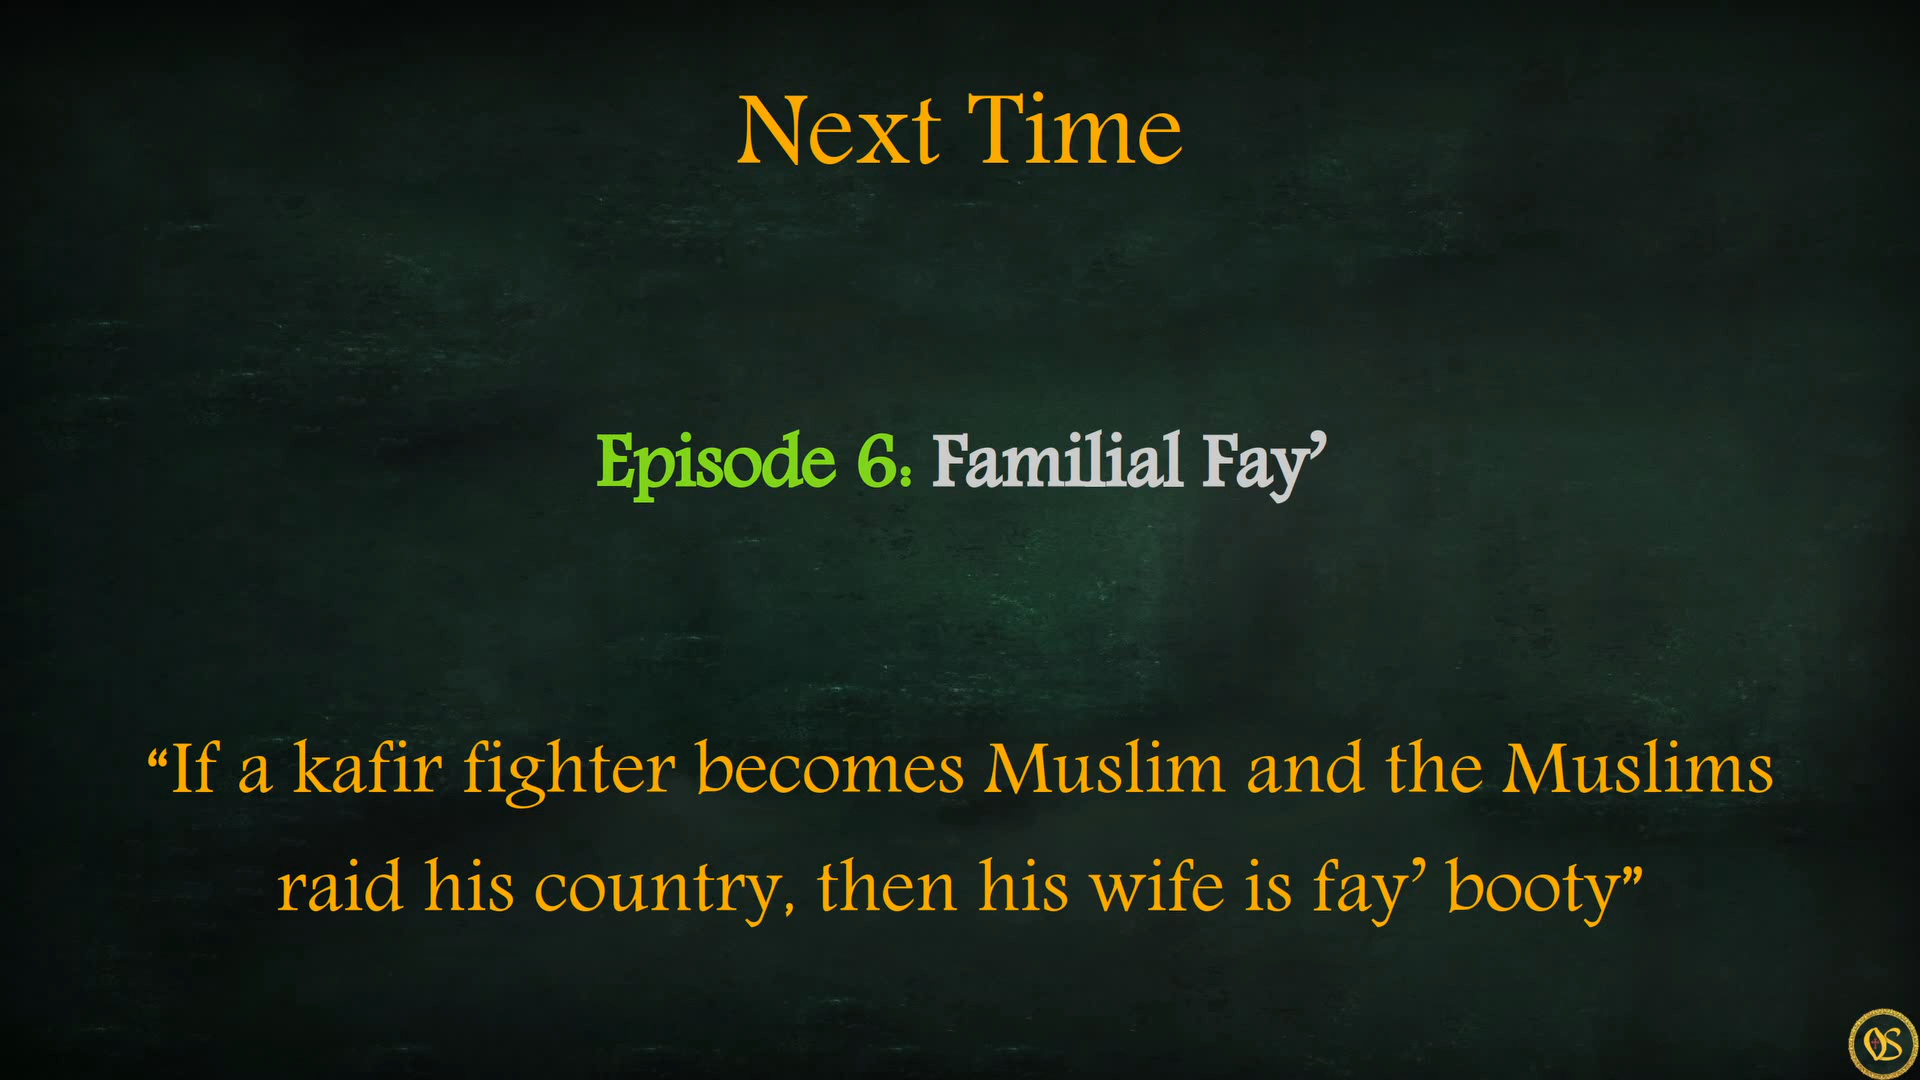 Next Time
Episode 6: Familial Fay’
“If a kafir fighter becomes Muslim and the Muslims
raid his country, then his wife is fay’ booty”